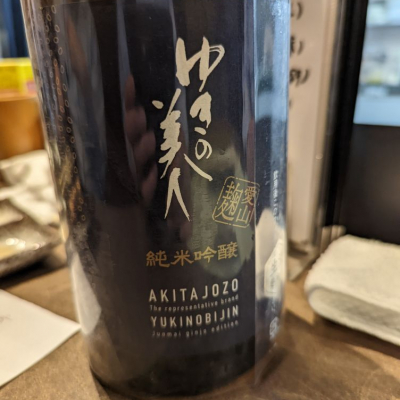 ゆきの
美人
愛山
麹
純米吟醸
AKITAJOZO
the representative brand
YUKINOBIJIN
junmai ginjo edition